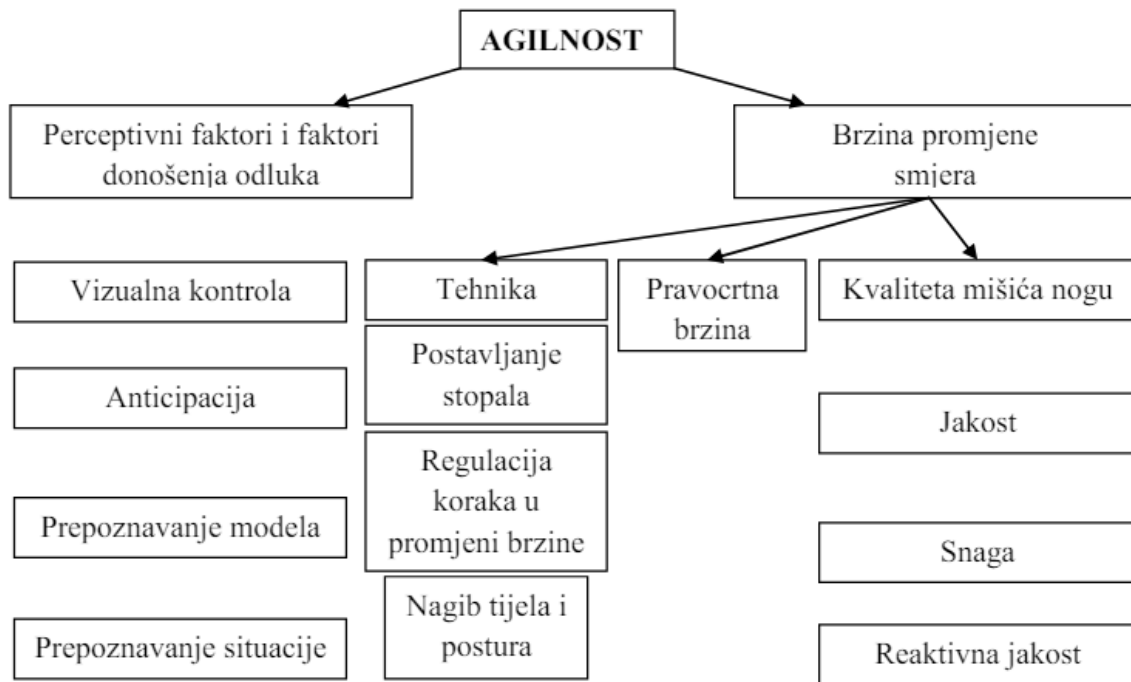 AGILNOST
Perceptivni faktori i faktori
donošenja odluka
Brzina promjene
smjera
Vizualna kontrola
Anticipacija
Prepoznavanje modela
Prepoznavanje situacije
Tehnika
Postavljanje
stopala
Regulacija
koraka u
promjeni brzine
Nagib tijela i
postura
Pravocrtna
brzina
Kvaliteta mišića nogu
Jakost
Snaga
Reaktivna jakost